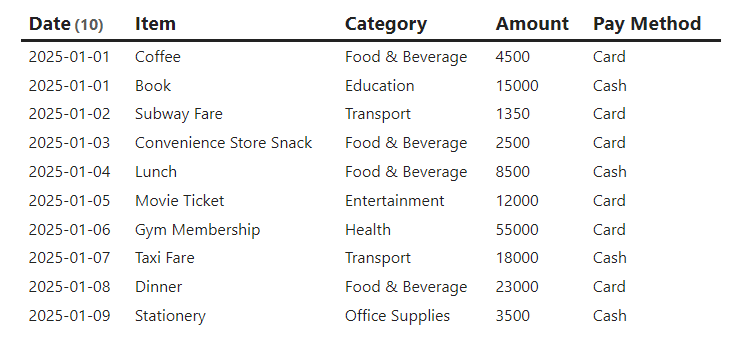 Date (10) Item Category Amount Pay Method
2025-01-01 Coffee Food & Beverage 4500 Card
2025-01-01 Book Education 15000 Cash
2025-01-02 Subway Fare Transport 1350 Card
2025-01-03 Convenience Store Snack Food & Beverage 2500 Card
2025-01-04 Lunch Food & Beverage 8500 Cash
2025-01-05 Movie Ticket Entertainment 12000 Card
2025-01-06 Gym Membership Health 55000 Card
2025-01-07 Taxi Fare Transport 18000 Cash
2025-01-08 Dinner Food & Beverage 23000 Card
2025-01-09 Stationery Office Supplies 3500 Cash